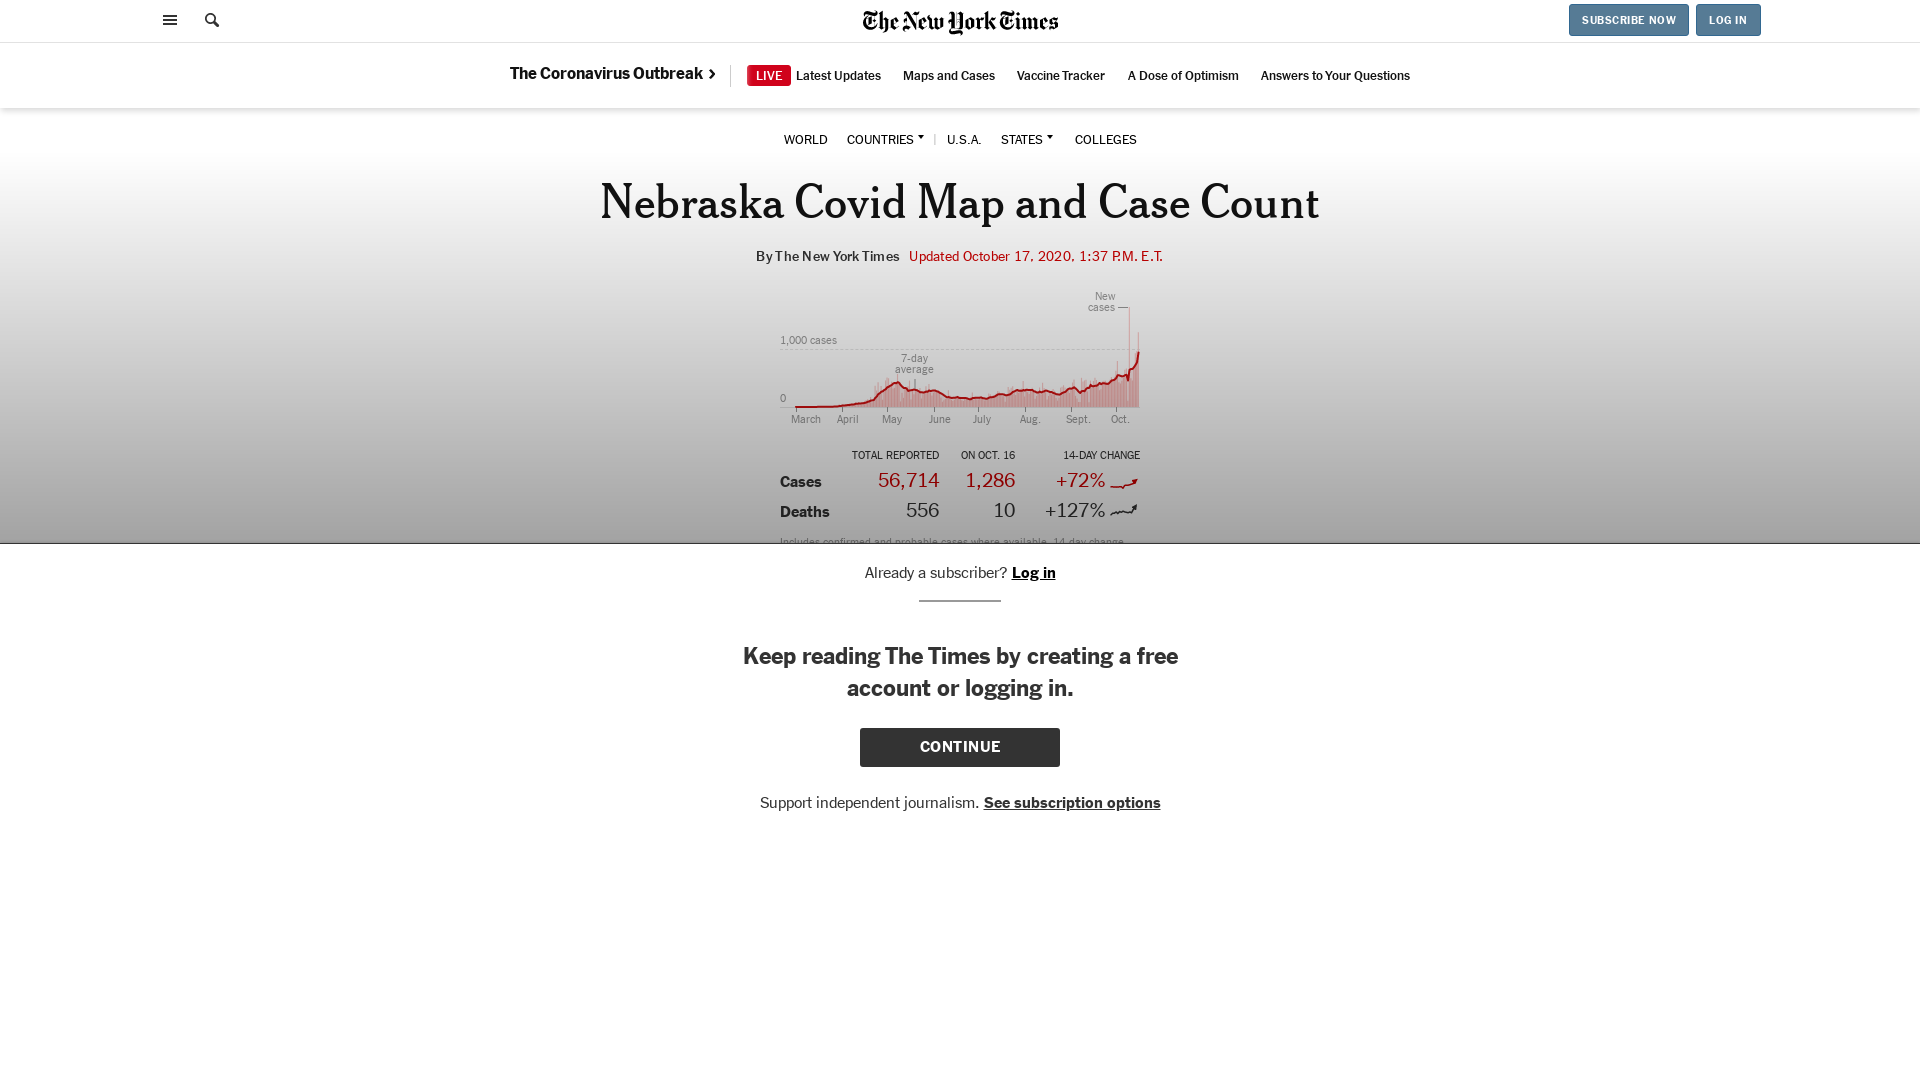 The New York Times
SUBSCRIBE NOW
LOG IN
The Coronavirus Outbreak
LIVE Latest Updates
Maps and Cases
Vaccine Tracker
A Dose of Optimism
Answers to Your Questions
WORLD
COUNTRIES
U.S.A.
STATES
COLLEGES
Nebraska Covid Map and Case Count
By The New York Times Updated October 17, 2020, 1:37 P.M. E.T.
New
cases
1,000 cases
7-day
average
0
March April May June July Aug. Sept. Oct.
TOTAL REPORTED ON OCT. 16 14-DAY CHANGE
Cases 56,714 1,286 +72%
Deaths 556 10 +127%
Includes confirmed and probable cases where available. 14-day change
Already a subscriber? Log in
Keep reading The Times by creating a free
account or logging in.
CONTINUE
Support independent journalism. See subscription options